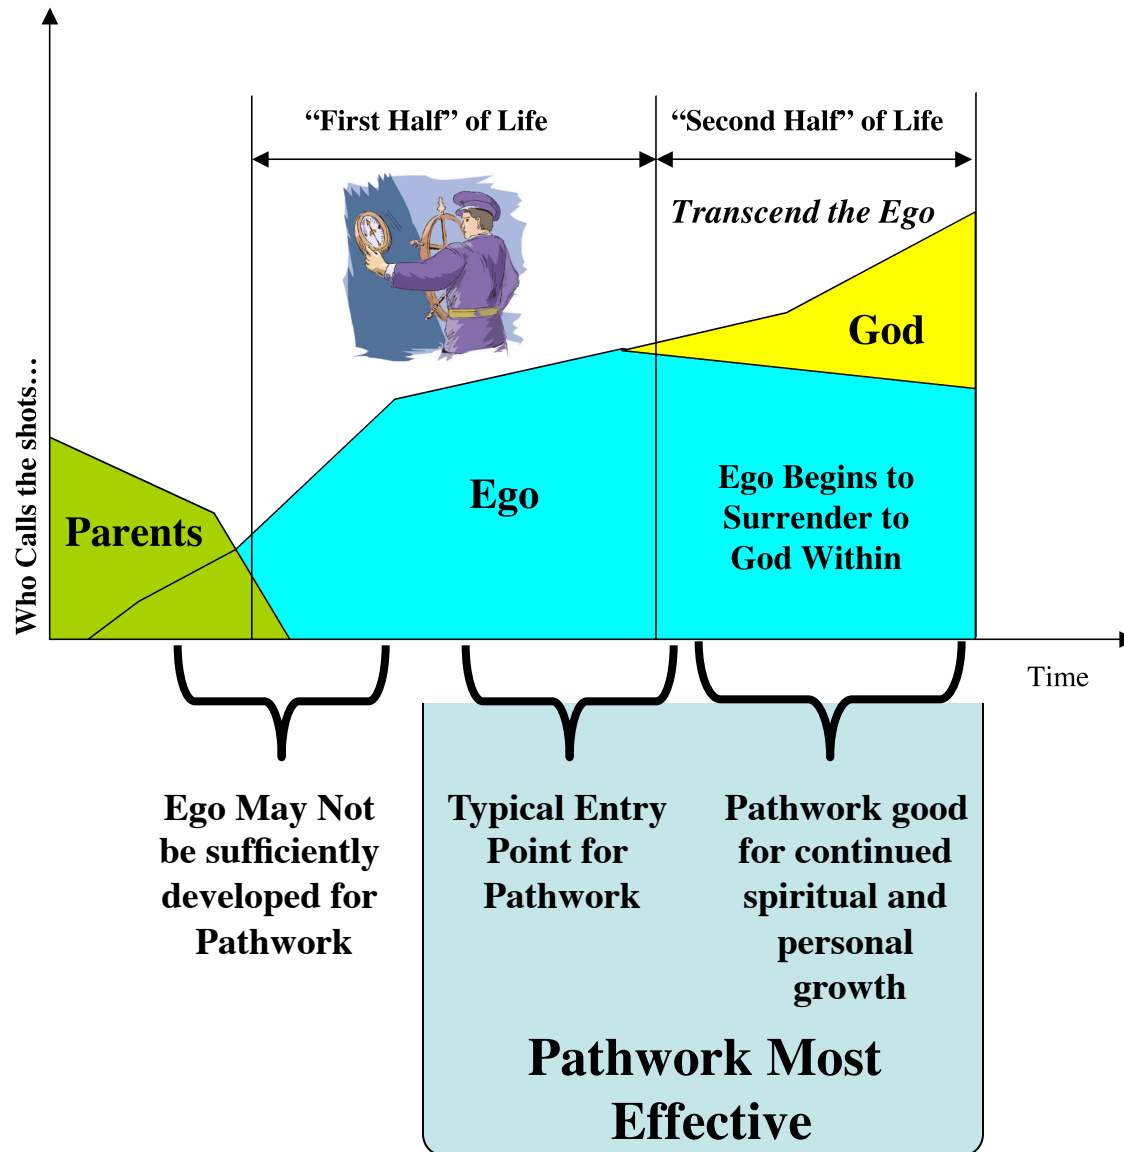 “First Half” of Life
“Second Half” of Life
Transcend the Ego
God
Who Calls the shots…
Parents
Ego
Ego Begins to
Surrender to
God Within
Time
Ego May Not
be sufficiently
developed for
Pathwork
Typical Entry
Point for
Pathwork
Pathwork good
for continued
spiritual and
personal
growth
Pathwork Most
Effective